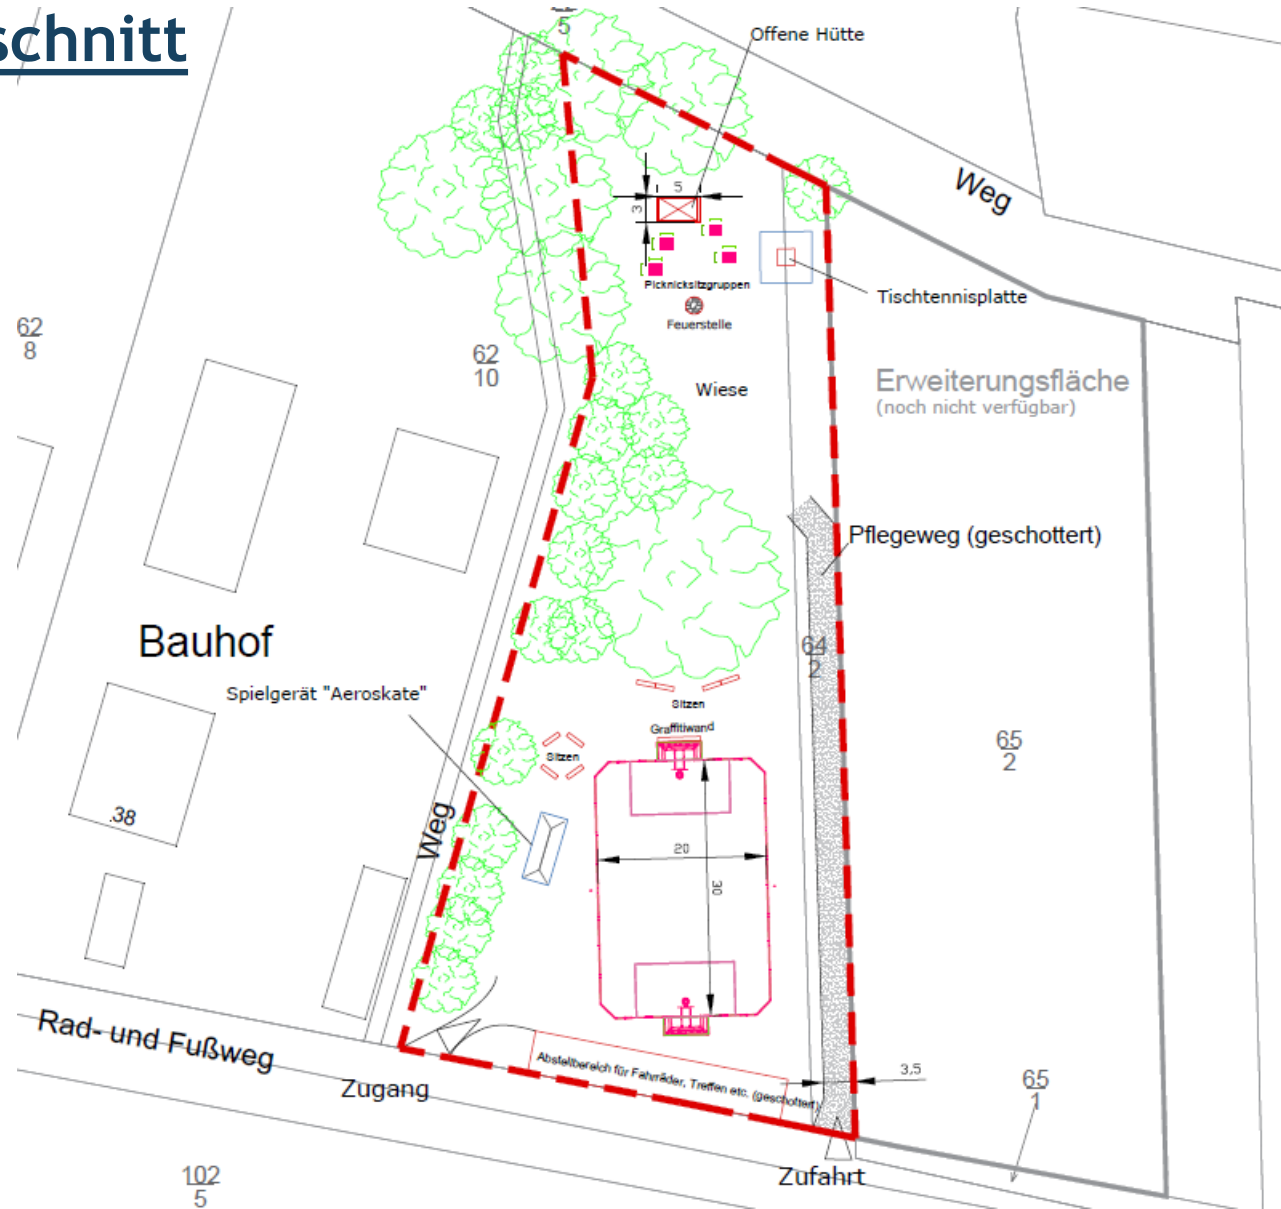 schnitt
5
Offene Hütte
Weg
5
3
Picknicksitzgruppen
Feuerstelle
Tischtennisplatte
62
8
62
10
Wiese
Erweiterungsfläche
(noch nicht verfügbar)
Pflegeweg (geschottert)
Bauhof
64
2
Spielgerät "Aeroskate"
Sitzen
Graffitiwand
Sitzen
65
2
.38
Weg
20
30
Rad- und Fußweg
Abstellbereich für Fahrräder, Treffen etc. (geschottert)
3,5
Zugang
65
1
Zufahrt
102
5